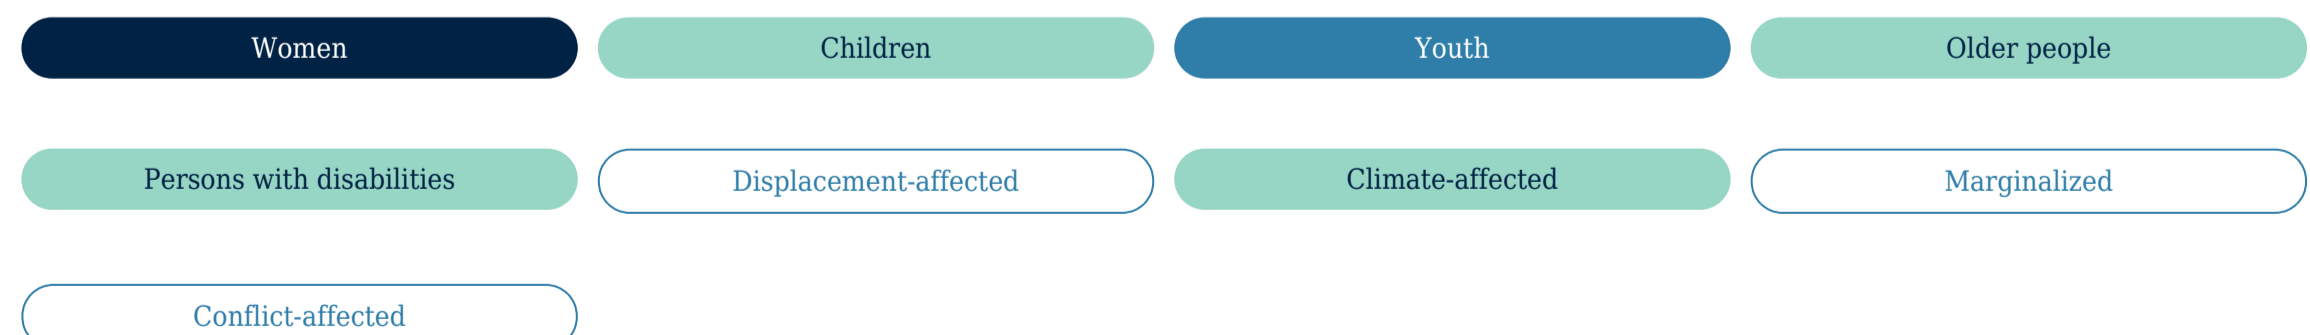 Women
Children
Youth
Older people
Persons with disabilities
Displacement-affected
Climate-affected
Marginalized
Conflict-affected